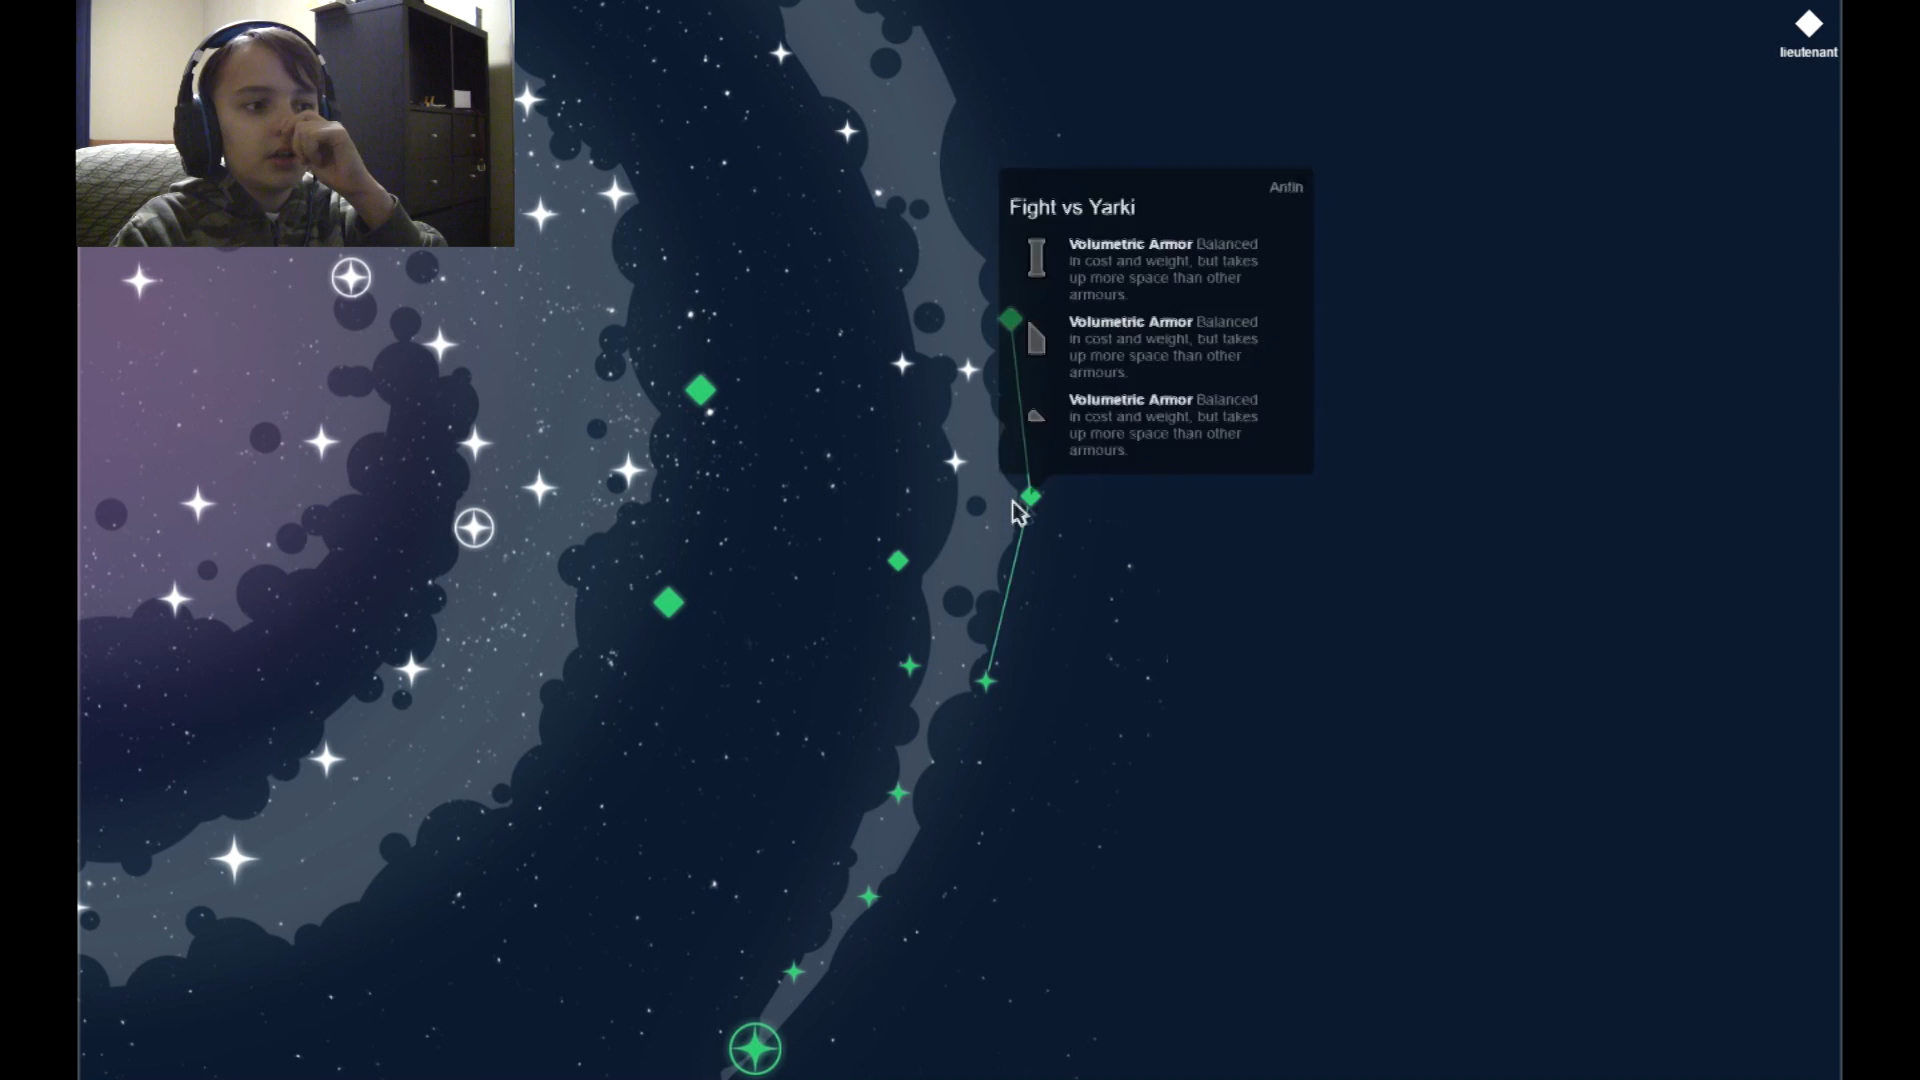 lieutenant
Antin
Fight vs Yarki
Volumetric Armor Balanced
in cost and weight, but takes
up more space than other
armours.
Volumetric Armor Balanced
in cost and weight, but takes
up more space than other
armours.
Volumetric Armor Balanced
in cost and weight, but takes
up more space than other
armours.